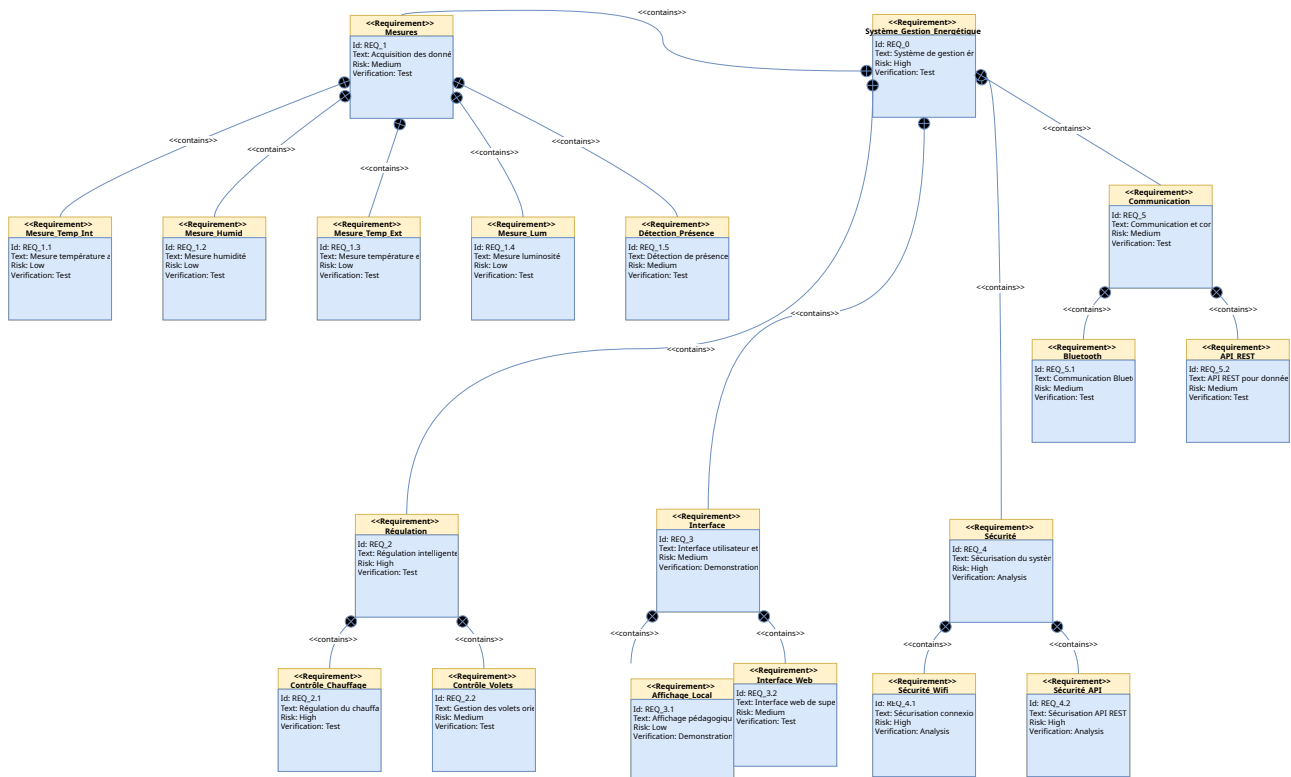 <<Requirement>>
Mesures
Id: REQ_1
Text: Acquisition des donné
Risk: Medium
Verification: Test
<<contains>>
<<Requirement>>
Système_Gestion_Energétique
Id: REQ_0
Text: Système de gestion ér
Risk: High
Verification: Test
<<contains>>
<<contains>>
<<contains>>
<<contains>>
<<contains>>
<<contains>>
<<Requirement>>
Mesure_Temp_Int
Id: REQ_1.1
Text: Mesure température a
Risk: Low
Verification: Test
<<Requirement>>
Mesure_Humid
Id: REQ_1.2
Text: Mesure humidité
Risk: Low
Verification: Test
<<Requirement>>
Mesure_Temp_Ext
Id: REQ_1.3
Text: Mesure température e
Risk: Low
Verification: Test
<<Requirement>>
Mesure_Lum
Id: REQ_1.4
Text: Mesure luminosité
Risk: Low
Verification: Test
<<Requirement>>
Détection_Présence
Id: REQ_1.5
Text: Détection de présence
Risk: Medium
Verification: Test
<<Requirement>>
Communication
Id: REQ_5
Text: Communication et cor
Risk: Medium
Verification: Test
<<contains>>
<<contains>>
<<contains>>
<<contains>>
<<contains>>
<<Requirement>>
Bluetooth
Id: REQ_5.1
Text: Communication Bluet
Risk: Medium
Verification: Test
<<Requirement>>
API_REST
Id: REQ_5.2
Text: API REST pour donnée
Risk: Medium
Verification: Test
<<Requirement>>
Régulation
Id: REQ_2
Text: Régulation intelligente
Risk: High
Verification: Test
<<Requirement>>
Interface
Id: REQ_3
Text: Interface utilisateur et
Risk: Medium
Verification: Demonstration
<<Requirement>>
Sécurité
Id: REQ_4
Text: Sécurisation du systèr
Risk: High
Verification: Analysis
<<contains>>
<<contains>>
<<contains>>
<<contains>>
<<contains>>
<<contains>>
<<Requirement>>
Contrôle_Chauffage
Id: REQ_2.1
Text: Régulation du chauffa
Risk: High
Verification: Test
<<Requirement>>
Contrôle_Volets
Id: REQ_2.2
Text: Gestion des volets orie
Risk: Medium
Verification: Test
<<Requirement>>
Affichage_Local
Id: REQ_3.1
Text: Affichage pédagogiqu
Risk: Low
Verification: Demonstration
<<Requirement>>
Interface_Web
Id: REQ_3.2
Text: Interface web de supe
Risk: Medium
Verification: Test
<<Requirement>>
Sécurité_Wifi
Id: REQ_4.1
Text: Sécurisation connexio
Risk: High
Verification: Analysis
<<Requirement>>
Sécurité_API
Id: REQ_4.2
Text: Sécurisation API REST
Risk: High
Verification: Analysis